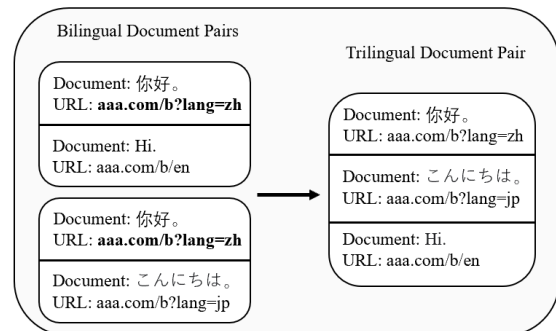 Bilingual Document Pairs
Document: 你好。
URL: aaa.com/b?lang=zh
Document: Hi.
URL: aaa.com/b/en
Document: 你好。
URL: aaa.com/b?lang=zh
Document: こんにちは。
URL: aaa.com/b?lang=jp
Trilingual Document Pair
Document: 你好。
URL: aaa.com/b?lang=zh
Document: こんにちは。
URL: aaa.com/b?lang=jp
Document: Hi.
URL: aaa.com/b/en